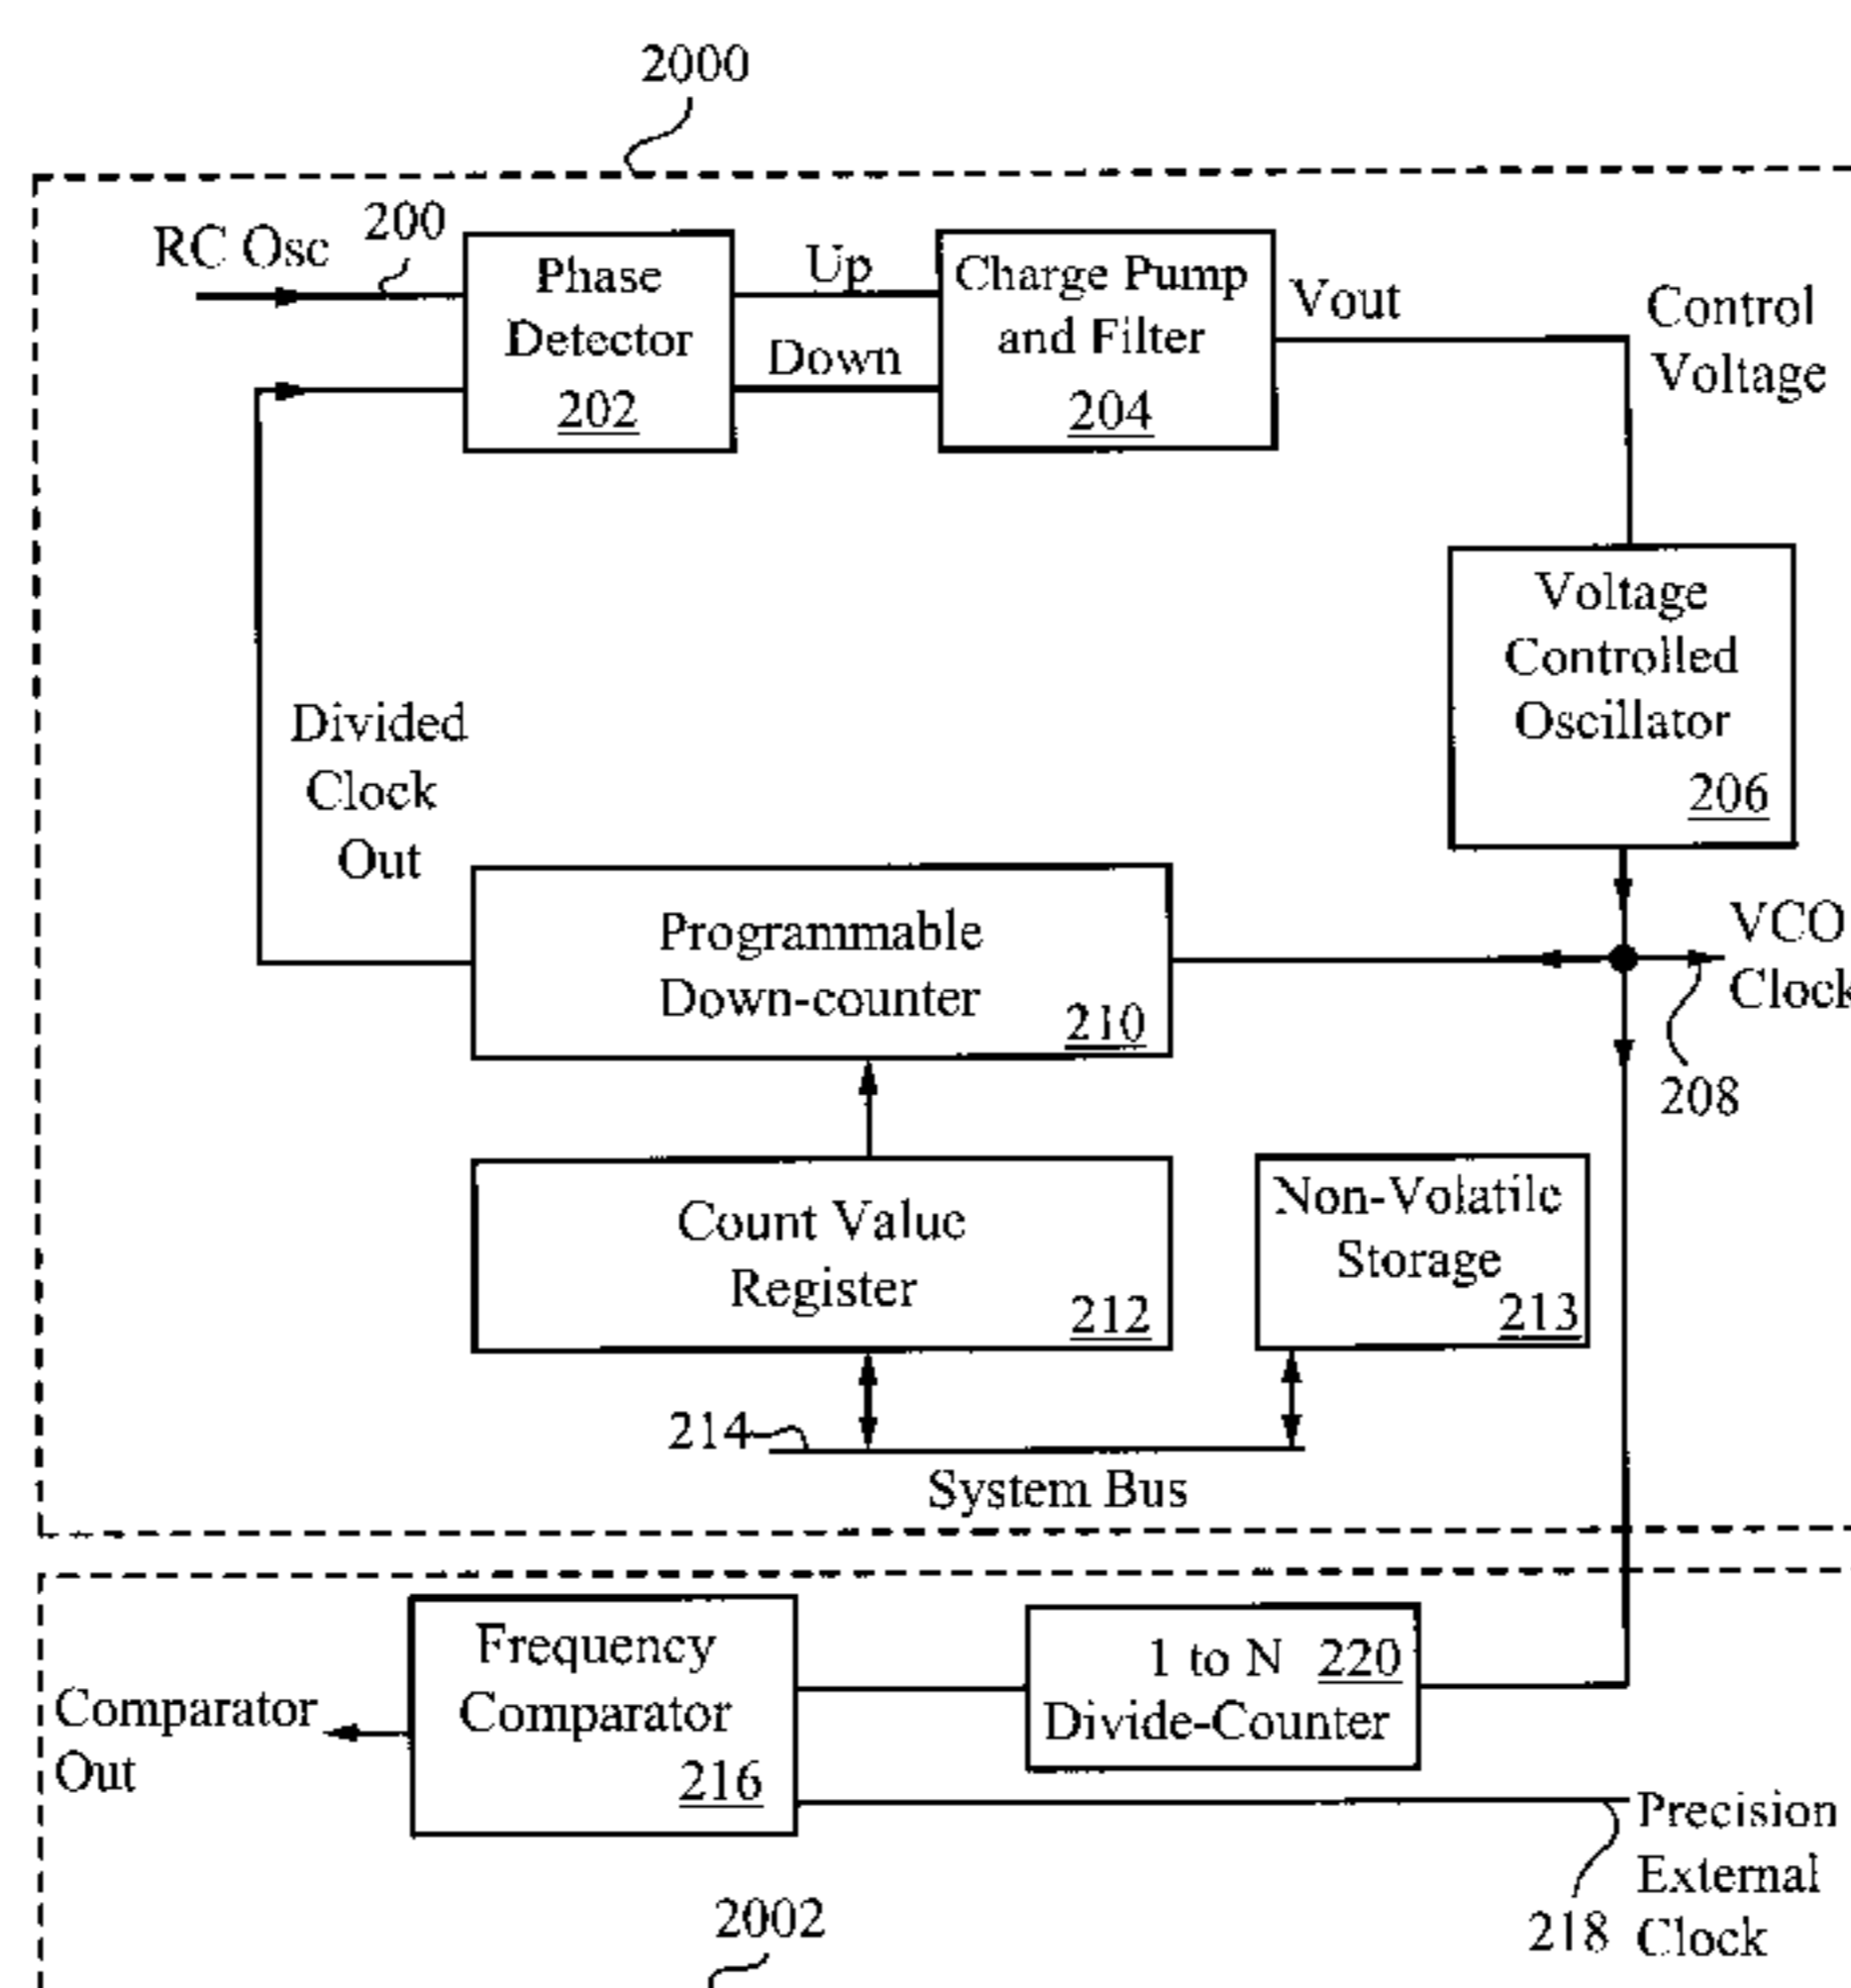 2000
RC Osc
200
Phase
Detector
202
Up
Down
Charge Pump
and Filter
204
Vout
Control
Voltage
Voltage
Controlled
Oscillator
206
Divided
Clock
Out
Programmable
Down-counter
210
VCO
Clock
208
Count Value
Register
212
Non-Volatile
Storage
213
214
System Bus
Frequency
Comparator
216
1 to N 220
Divide-Counter
Comparator
Out
Precision
External
Clock
218
2002